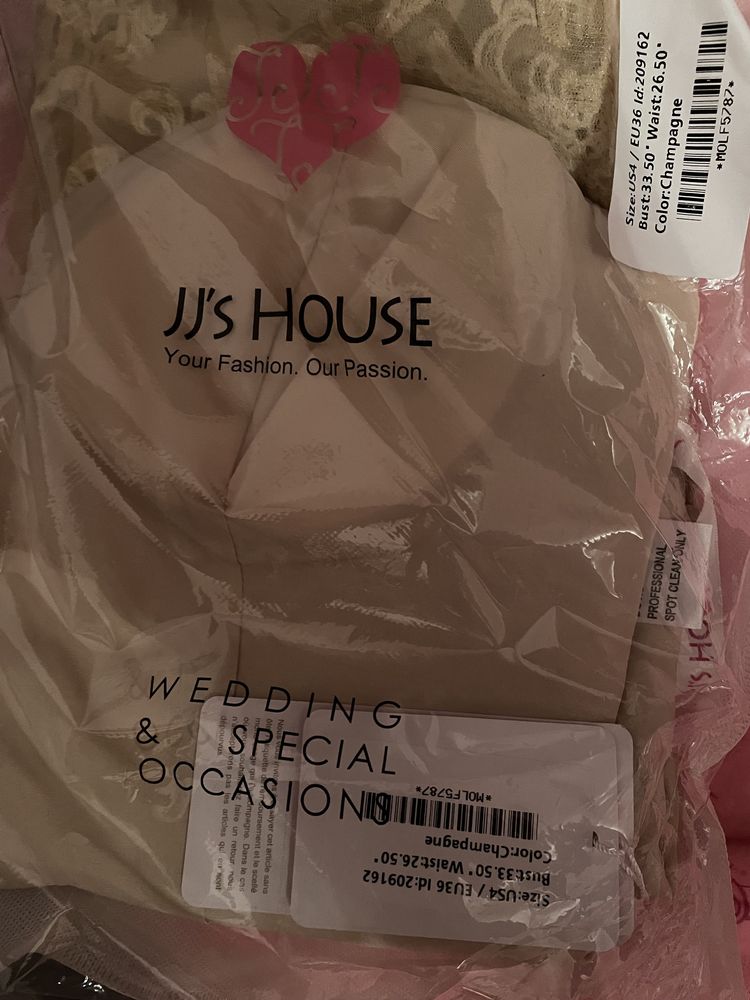 Size:US4 / EU36 Id:209162
Bust:33.50" Waist:26.50"
Color:Champagne
*MOLF5787*
JJ'S HOUSE
Your Fashion. Our Passion.
PROFESSIONAL
SPOT CLEAN ONLY
WEDDING
& SPECIAL
OCCASIONS
Size:US4 / EU36 Id:209162
Bust:33.50" Waist:26.50"
Color:Champagne
*MOLF5787*